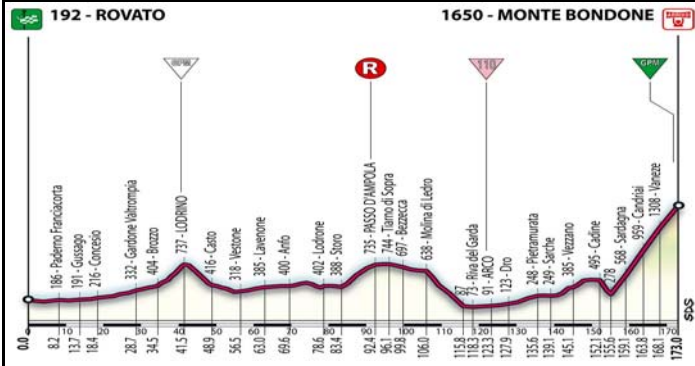 192 - ROVATO
1650 - MONTE BONDONE
GPM
R
110
GPM
186 - Paderno Franciacorta
191 - Gussago
216 - Concesio
332 - Gardone Valtrompia
404 - Brozzo
737 - LODRINO
416 - Casto
318 - Vestone
385 - Lavenone
400 - Anfo
402 - Lodrone
388 - Storo
735 - PASSO D'AMPOLA
744 - Tiarno di Sopra
697 - Bezzecca
638 - Molina di Ledro
87
73 - Riva del Garda
91 - ARCO
123 - Dro
248 - Pietramurata
249 - Sarche
385 - Vezzano
495 - Cadine
278
568 - Sardagna
959 - Candriai
1308 - Vaneze
SDS
0 10 20 30 40 50 60 70 80 90 100 110 120 130 140 150 160 170
0.0 8.2 13.7 18.4 28.7 34.5 41.5 48.9 56.5 63.0 69.6 78.6 83.4 92.4 96.1 99.8 106.0 115.8 118.3 123.3 127.9 135.6 139.1 145.1 152.1 155.6 159.1 163.8 168.1 173.0